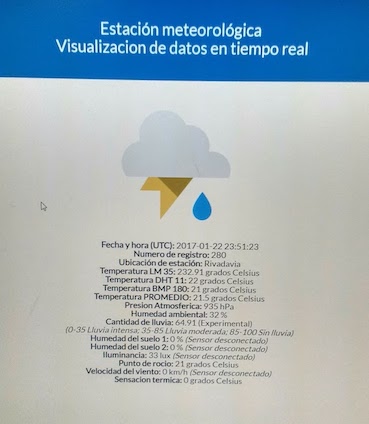 Estación meteorológica
Visualizacion de datos en tiempo real
Fecha y hora (UTC): 2017-01-22 23:51:23
Numero de registro: 280
Ubicación de estación: Rivadavia
Temperatura LM 35: 232.91 grados Celsius
Temperatura DHT 11: 22 grados Celsius
Temperatura BMP 180: 21 grados Celsius
Temperatura PROMEDIO: 21.5 grados Celsius
Presion Atmosferica: 935 hPa
Humedad ambiental: 32 %
Cantidad de lluvia: 64.91 (Experimental)
(0-35 Lluvia intensa; 35-85 Lluvia moderada; 85-100 Sin lluvia)
Humedad del suelo 1: 0 % (Sensor desconectado)
Humedad del suelo 2: 0 % (Sensor desconectado)
Iluminancia: 33 lux (Sensor desconectado)
Punto de rocio: 21 grados Celsius
Velocidad del viento: 0 km/h (Sensor desconectado)
Sensacion termica: 0 grados Celsius